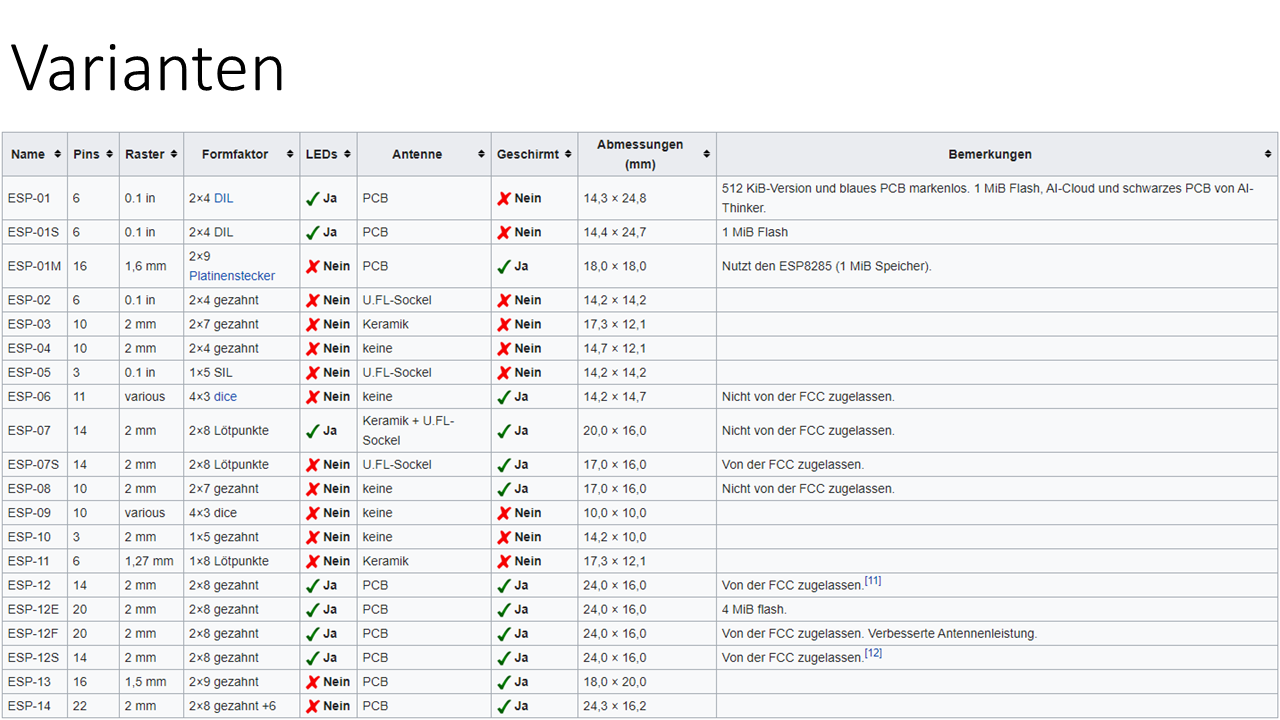 Varianten
Name Pins Raster Formfaktor LEDs Antenne Geschirmt Abmessungen (mm) Bemerkungen
ESP-01 6 0.1 in 2×4 DIL Ja PCB Nein 14,3 × 24,8 512 KiB-Version und blaues PCB markenlos. 1 MiB Flash, AI-Cloud und schwarzes PCB von AI-Thinker.
ESP-01S 6 0.1 in 2×4 DIL Ja PCB Nein 14,4 × 24,7 1 MiB Flash
ESP-01M 16 1,6 mm 2×9 Platinenstecker Nein PCB Ja 18,0 × 18,0 Nutzt den ESP8285 (1 MiB Speicher).
ESP-02 6 0.1 in 2×4 gezahnt Nein U.FL-Sockel Nein 14,2 × 14,2
ESP-03 10 2 mm 2×7 gezahnt Nein Keramik Nein 17,3 × 12,1
ESP-04 10 2 mm 2×4 gezahnt Nein keine Nein 14,7 × 12,1
ESP-05 3 0.1 in 1×5 SIL Nein U.FL-Sockel Nein 14,2 × 14,2
ESP-06 11 various 4×3 dice Nein keine Ja 14,2 × 14,7 Nicht von der FCC zugelassen.
ESP-07 14 2 mm 2×8 Lötpunkte Ja Keramik + U.FL-Sockel Ja 20,0 × 16,0 Nicht von der FCC zugelassen.
ESP-07S 14 2 mm 2×8 Lötpunkte Nein U.FL-Sockel Ja 17,0 × 16,0 Von der FCC zugelassen.
ESP-08 10 2 mm 2×7 gezahnt Nein keine Ja 17,0 × 16,0 Nicht von der FCC zugelassen.
ESP-09 10 various 4×3 dice Nein keine Nein 10,0 × 10,0
ESP-10 3 2 mm 1×5 gezahnt Nein keine Nein 14,2 × 10,0
ESP-11 6 1,27 mm 1×8 Lötpunkte Nein Keramik Nein 17,3 × 12,1
ESP-12 14 2 mm 2×8 gezahnt Ja PCB Ja 24,0 × 16,0 Von der FCC zugelassen.[11]
ESP-12E 20 2 mm 2×8 gezahnt Ja PCB Ja 24,0 × 16,0 4 MiB flash.
ESP-12F 20 2 mm 2×8 gezahnt Ja PCB Ja 24,0 × 16,0 Von der FCC zugelassen. Verbesserte Antennenleistung.
ESP-12S 14 2 mm 2×8 gezahnt Ja PCB Ja 24,0 × 16,0 Von der FCC zugelassen.[12]
ESP-13 16 1,5 mm 2×9 gezahnt Nein PCB Ja 18,0 × 20,0
ESP-14 22 2 mm 2×8 gezahnt +6 Nein PCB Ja 24,3 × 16,2